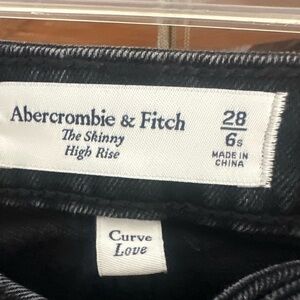 Abercrombie & Fitch
The Skinny
High Rise
28
6s
MADE IN
CHINA
Curve
Love